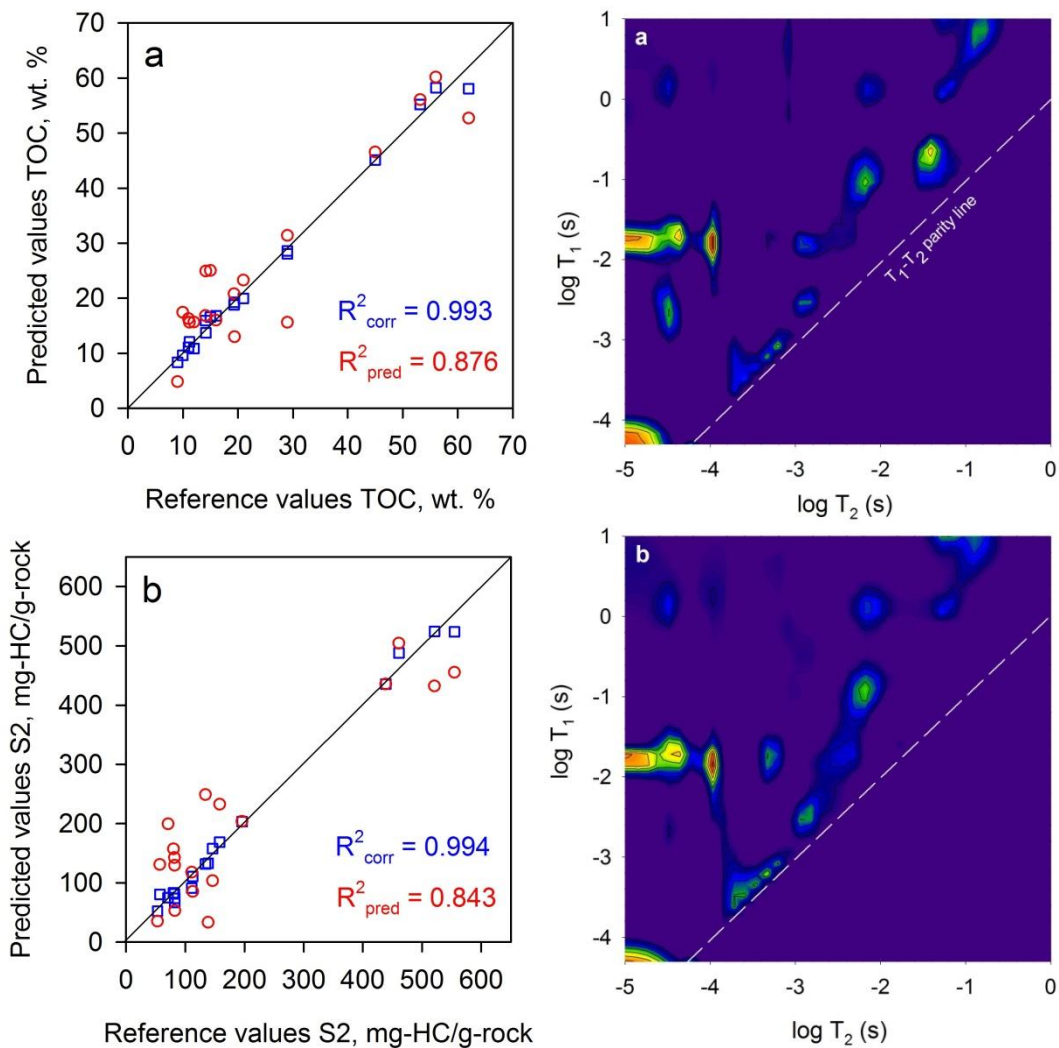 a
70
60
50
40
30
20
10
0
Predicted values TOC, wt. %
R²corr = 0.993
R²pred = 0.876
0 10 20 30 40 50 60 70
Reference values TOC, wt. %
a
1
0
-1
-2
-3
-4
log T₁ (s)
T₁-T₂ parity line
-5 -4 -3 -2 -1 0
log T₂ (s)
b
600
500
400
300
200
100
0
Predicted values S2, mg-HC/g-rock
R²corr = 0.994
R²pred = 0.843
0 100 200 300 400 500 600
Reference values S2, mg-HC/g-rock
b
1
0
-1
-2
-3
-4
log T₁ (s)
-5 -4 -3 -2 -1 0
log T₂ (s)